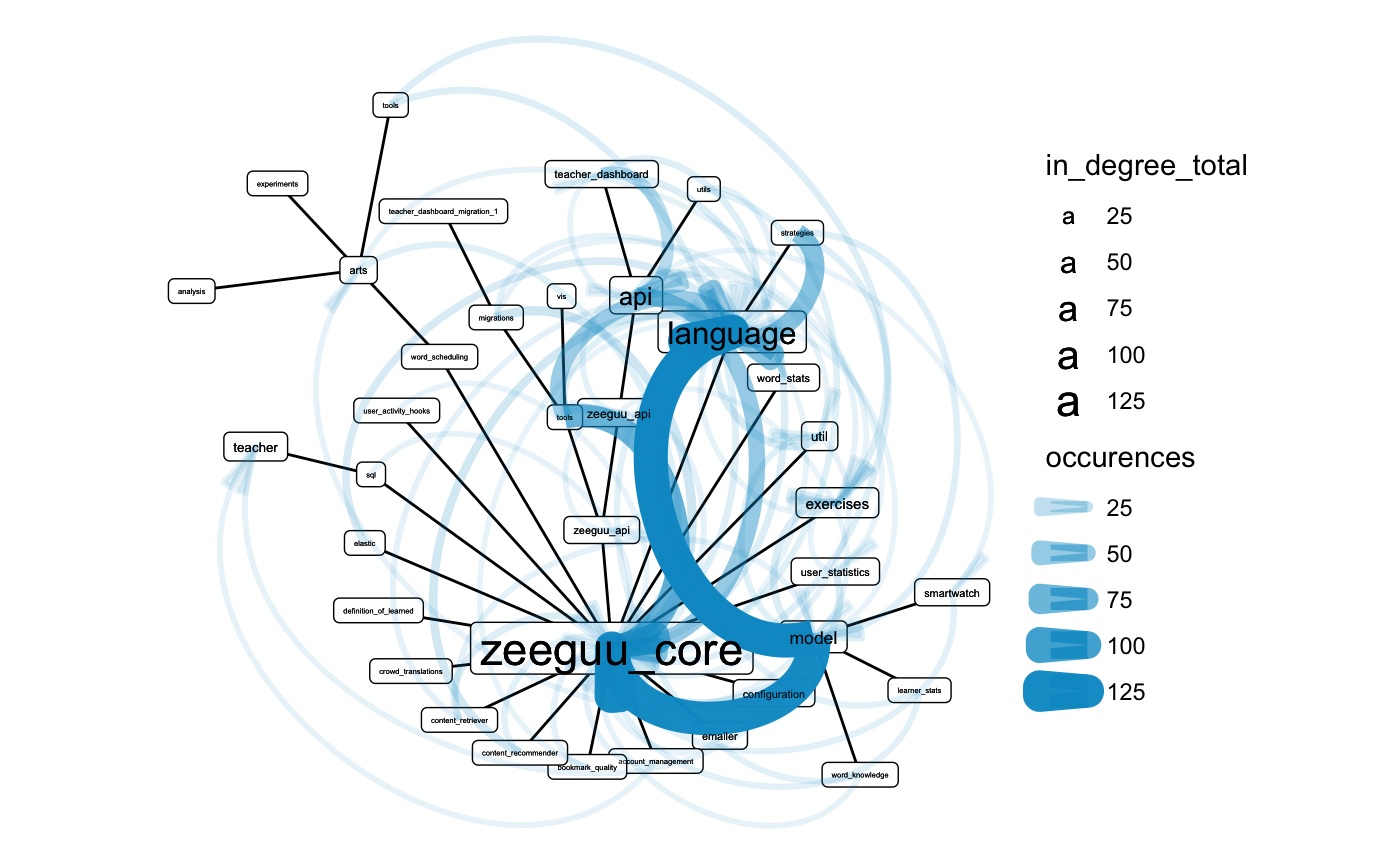 tools
experiments
teacher_dashboard
utils
teacher_dashboard_migration_1
strategies
arts
analysis
vis
api
migrations
language
word_scheduling
word_stats
user_activity_hooks
tools
zeeguu_api
util
teacher
sql
exercises
zeeguu_api
elastic
user_statistics
smartwatch
definition_of_learned
model
zeeguu_core
crowd_translations
learner_stats
configuration
content_retriever
emailer
content_recommender
account_management
bookmark_quality
word_knowledge
in_degree_total
a 25
a 50
a 75
a 100
a 125
occurences
25
50
75
100
125